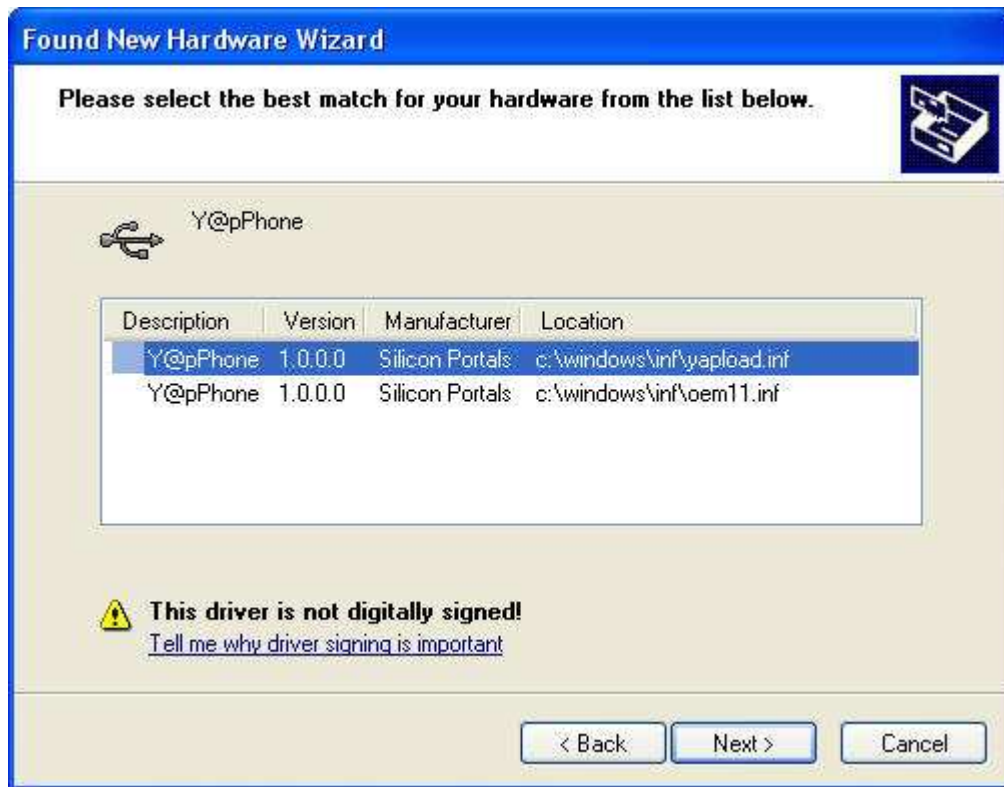 Found New Hardware Wizard
Please select the best match for your hardware from the list below.
Y@pPhone
Description Version Manufacturer Location
Y@pPhone 1.0.0.0 Silicon Portals c:\windows\inf\yapload.inf
Y@pPhone 1.0.0.0 Silicon Portals c:\windows\inf\oem11.inf
This driver is not digitally signed!
Tell me why driver signing is important
< Back Next > Cancel